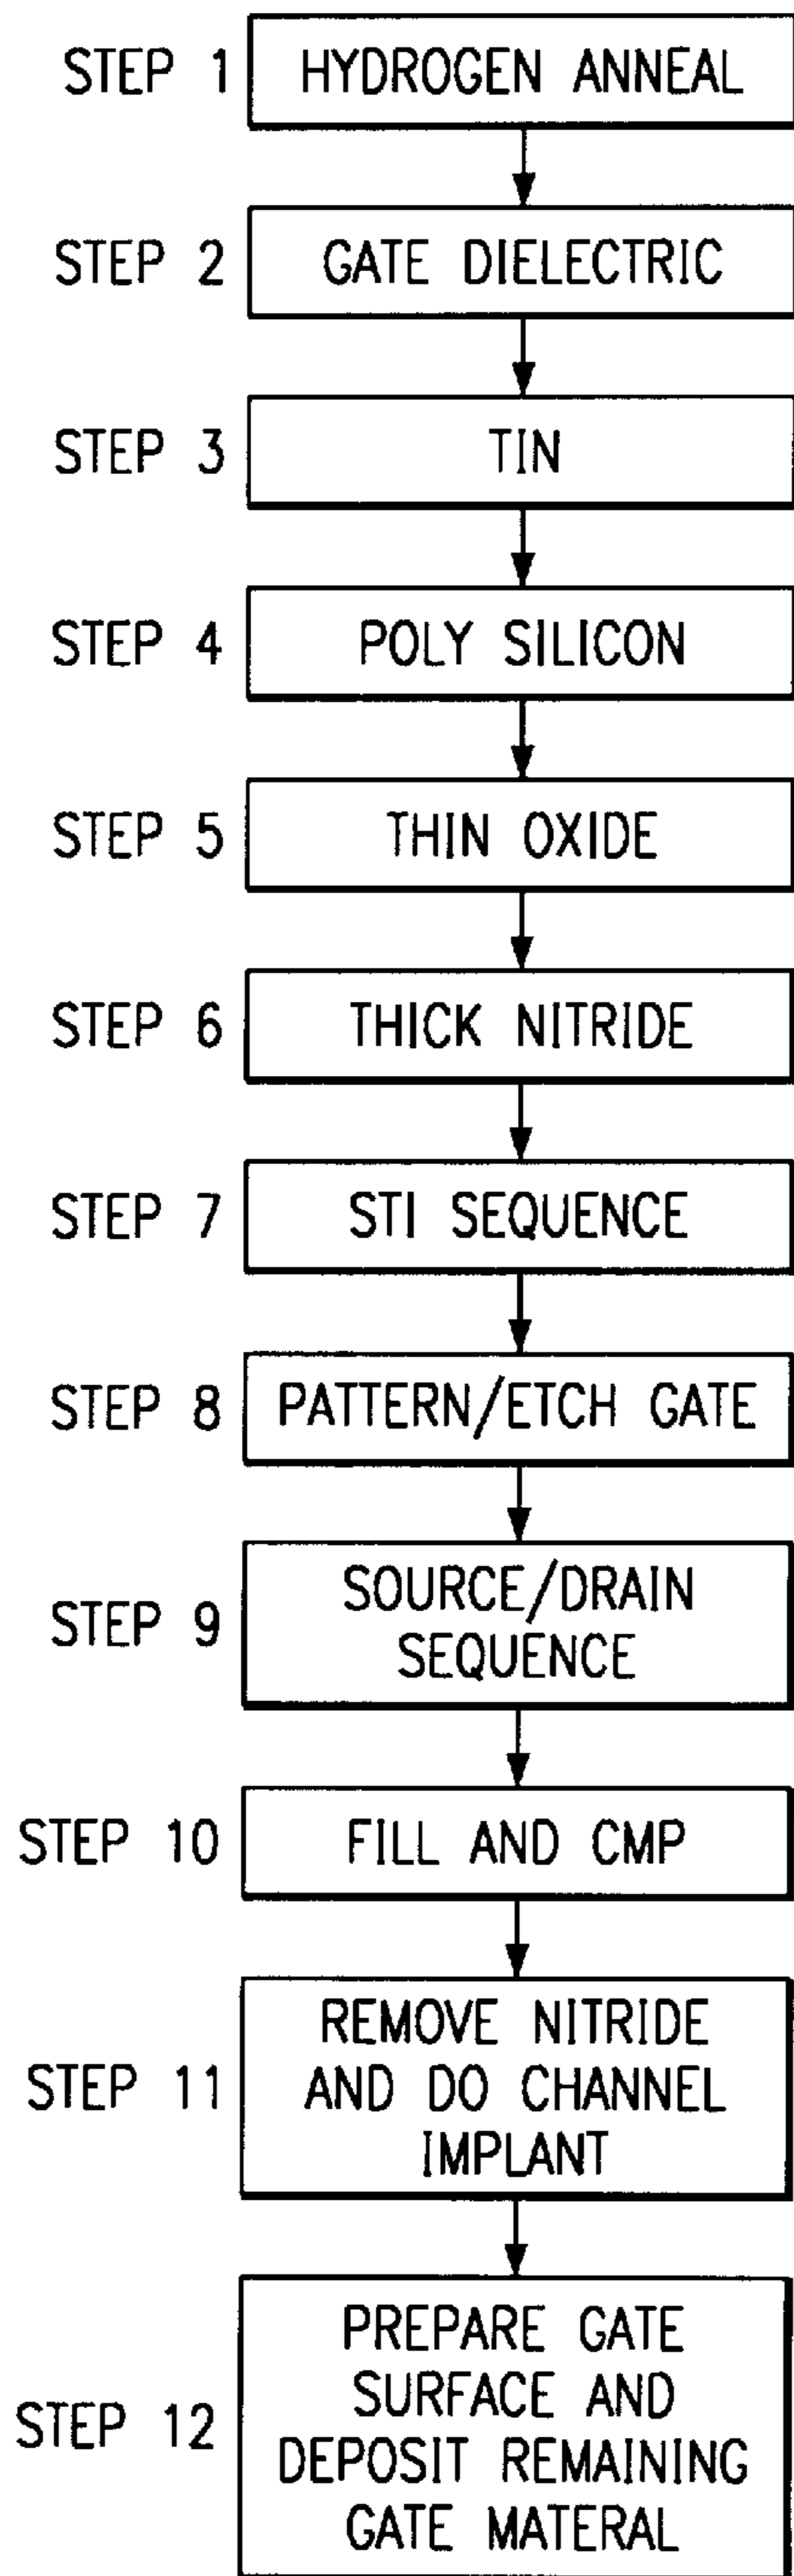 STEP 1 HYDROGEN ANNEAL
STEP 2 GATE DIELECTRIC
STEP 3 TIN
STEP 4 POLY SILICON
STEP 5 THIN OXIDE
STEP 6 THICK NITRIDE
STEP 7 STI SEQUENCE
STEP 8 PATTERN/ETCH GATE
STEP 9 SOURCE/DRAIN
SEQUENCE
STEP 10 FILL AND CMP
STEP 11 REMOVE NITRIDE
AND DO CHANNEL
IMPLANT
STEP 12 PREPARE GATE
SURFACE AND
DEPOSIT REMAINING
GATE MATERAL